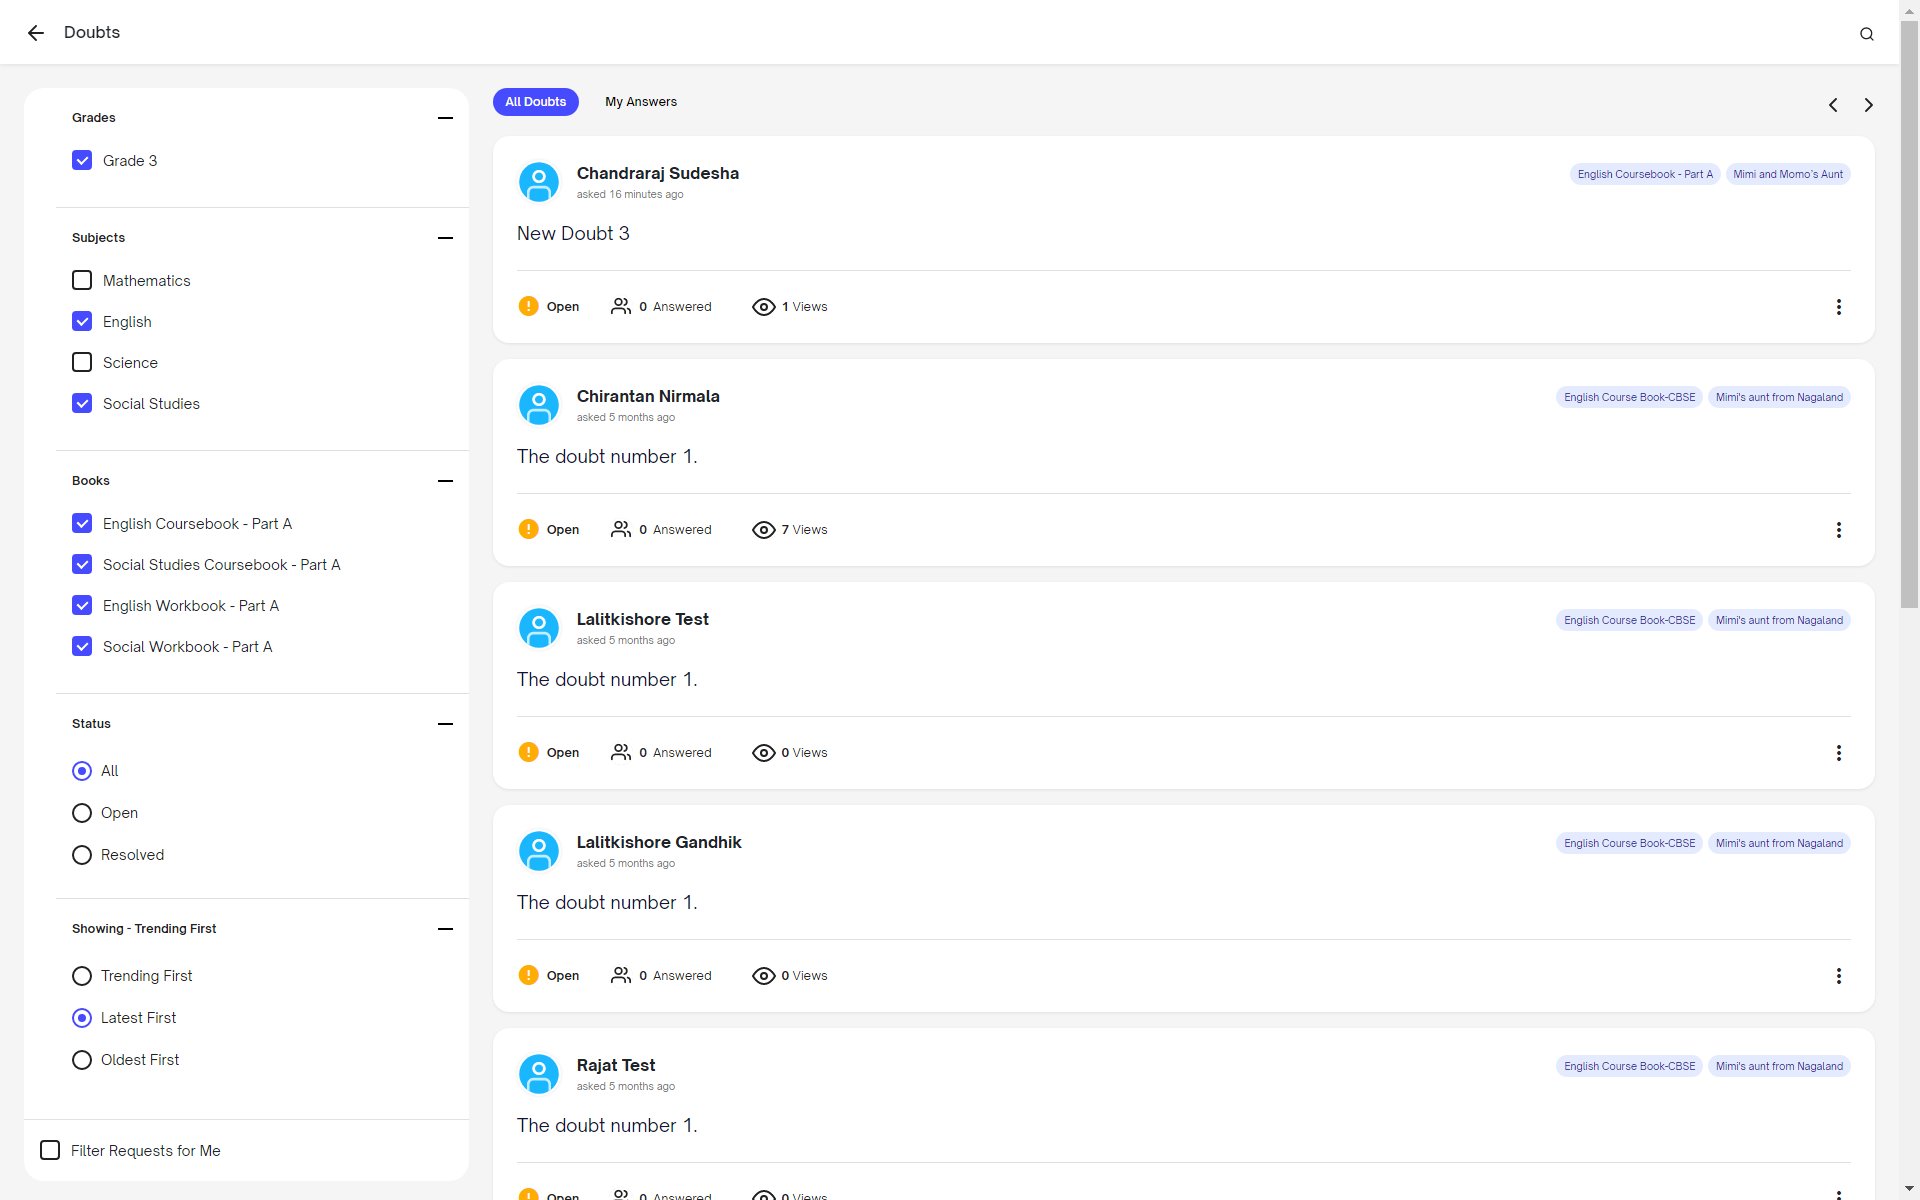 Doubts
Grades
Grade 3
Subjects
Mathematics
English
Science
Social Studies
Books
English Coursebook - Part A
Social Studies Coursebook - Part A
English Workbook - Part A
Social Workbook - Part A
Status
All
Open
Resolved
Showing - Trending First
Trending First
Latest First
Oldest First
Filter Requests for Me
All Doubts My Answers
Chandraraj Sudesha English Coursebook - Part A Mimi and Momo's Aunt
asked 16 minutes ago
New Doubt 3
Open 0 Answered 1 Views
Chirantan Nirmala English Course Book-CBSE Mimi's aunt from Nagaland
asked 5 months ago
The doubt number 1.
Open 0 Answered 7 Views
Lalitkishore Test English Course Book-CBSE Mimi's aunt from Nagaland
asked 5 months ago
The doubt number 1.
Open 0 Answered 0 Views
Lalitkishore Gandhik English Course Book-CBSE Mimi's aunt from Nagaland
asked 5 months ago
The doubt number 1.
Open 0 Answered 0 Views
Rajat Test English Course Book-CBSE Mimi's aunt from Nagaland
asked 5 months ago
The doubt number 1.
Open 0 Answered 0 Views